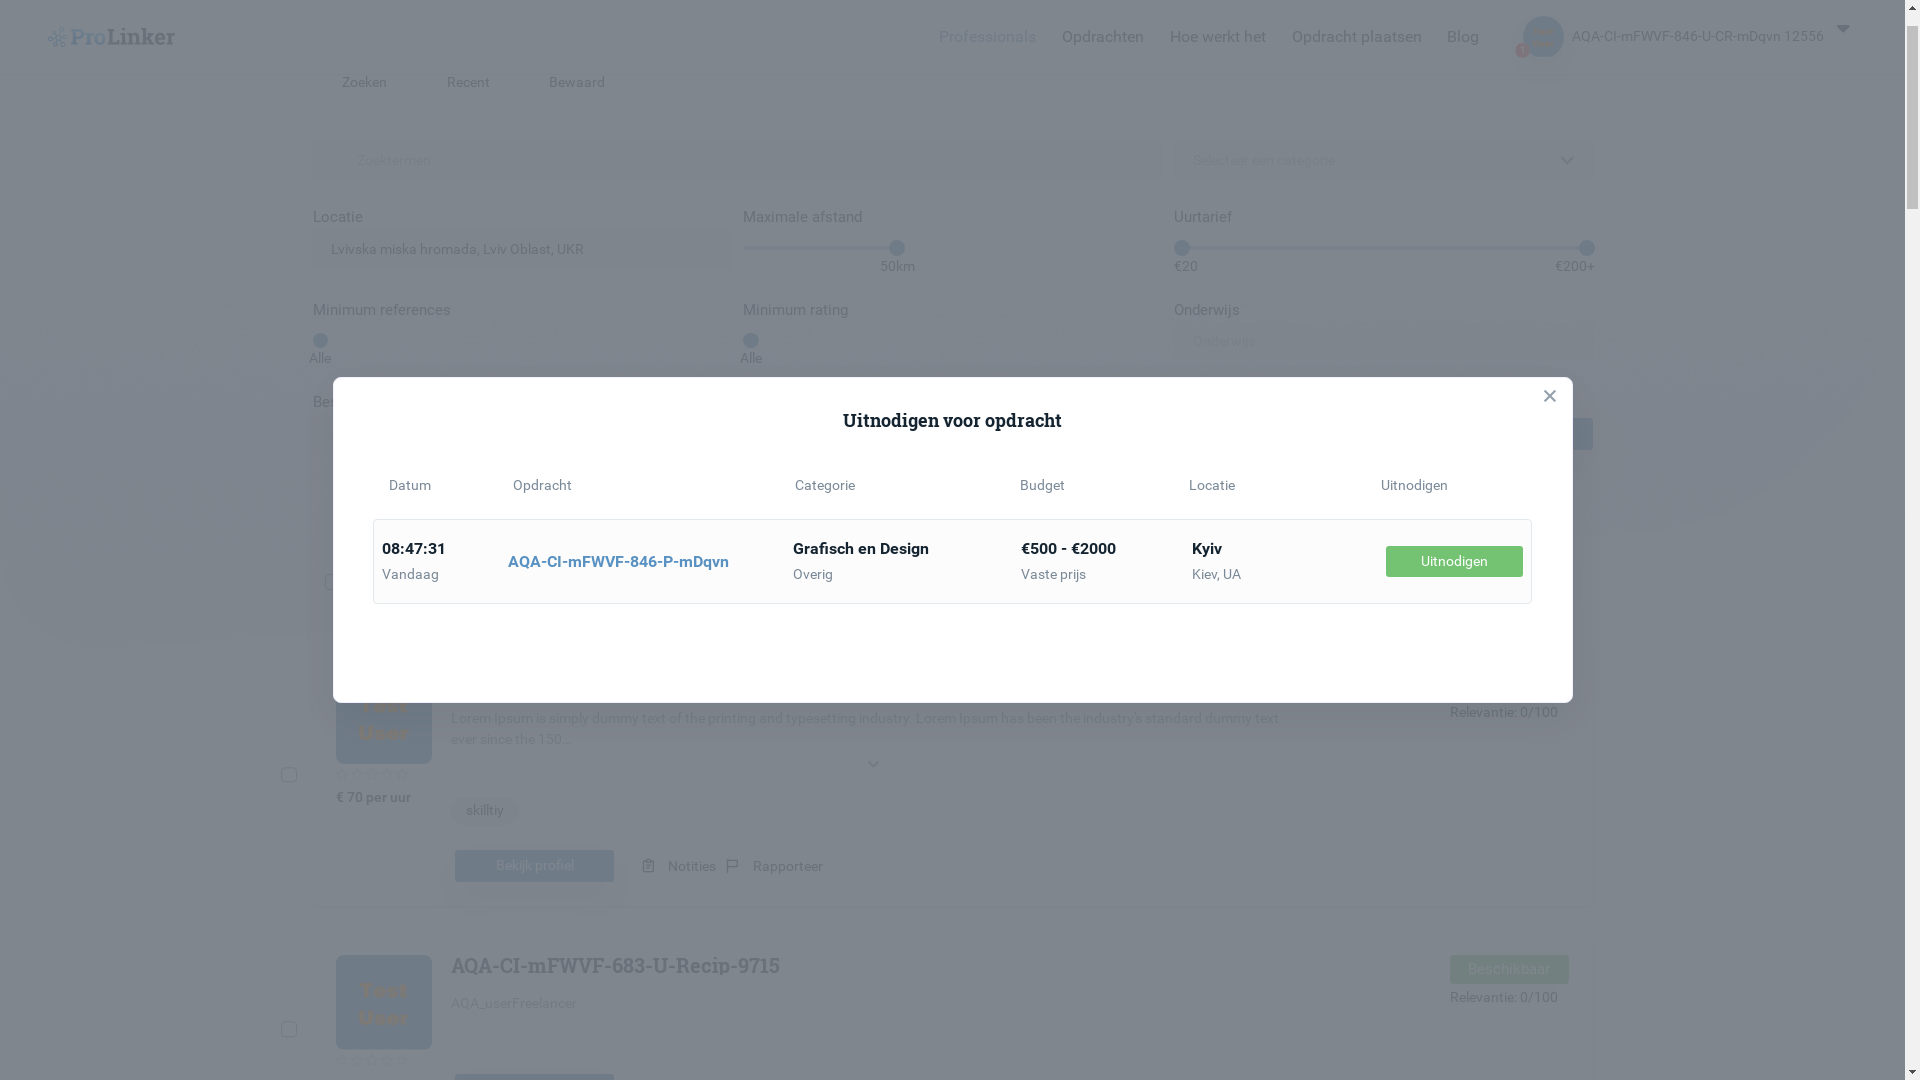 ProLinker
Professionals
Opdrachten
Hoe werkt het
Opdracht plaatsen
Blog
AQA-CI-mFWVF-846-U-CR-mDqvn 12556
Zoeken
Recent
Bewaard
Zoektermen
Selecteer een categorie
Locatie
Maximale afstand
Uurtarief
Lvivska miska hromada, Lviv Oblast, UKR
50km
€20
€200+
Minimum references
Minimum rating
Onderwijs
Alle
Alle
Onderwijs
Uitnodigen voor opdracht
Datum
Opdracht
Categorie
Budget
Locatie
Uitnodigen
08:47:31
Vandaag
AQA-CI-mFWVF-846-P-mDqvn
Grafisch en Design
Overig
€500 - €2000
Vaste prijs
Kyiv
Kiev, UA
Uitnodigen
Lorem Ipsum is simply dummy text of the printing and typesetting industry. Lorem Ipsum has been the industry's standard dummy text
ever since the 150...
Relevantie: 0/100
€ 70 per uur
skilltiy
Bekijk profiel
Notities
Rapporteer
Test
User
AQA-CI-mFWVF-683-U-Recip-9715
AQA_userFreelancer
Beschikbaar
Relevantie: 0/100